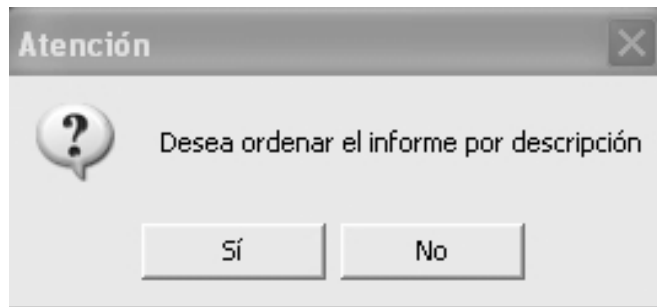 Atención
Desea ordenar el informe por descripción
Sí No